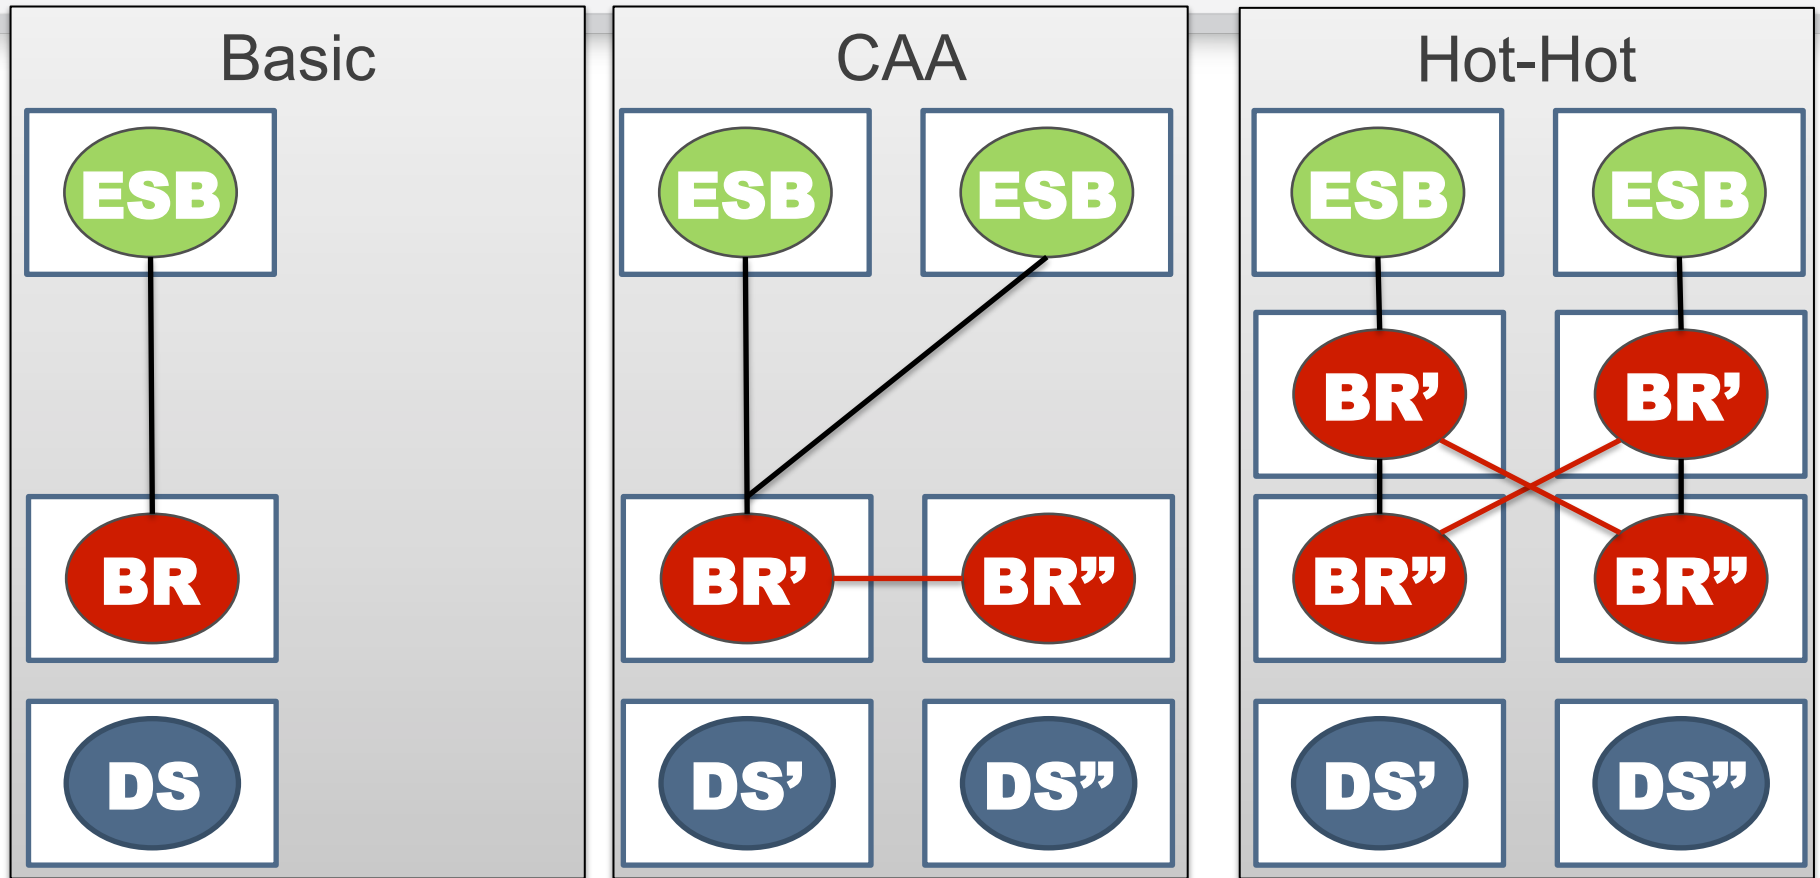 Basic
ESB
BR
DS
CAA
ESB ESB
BR’ BR”
DS’ DS”
Hot-Hot
ESB ESB
BR’ BR’
BR” BR”
DS’ DS”